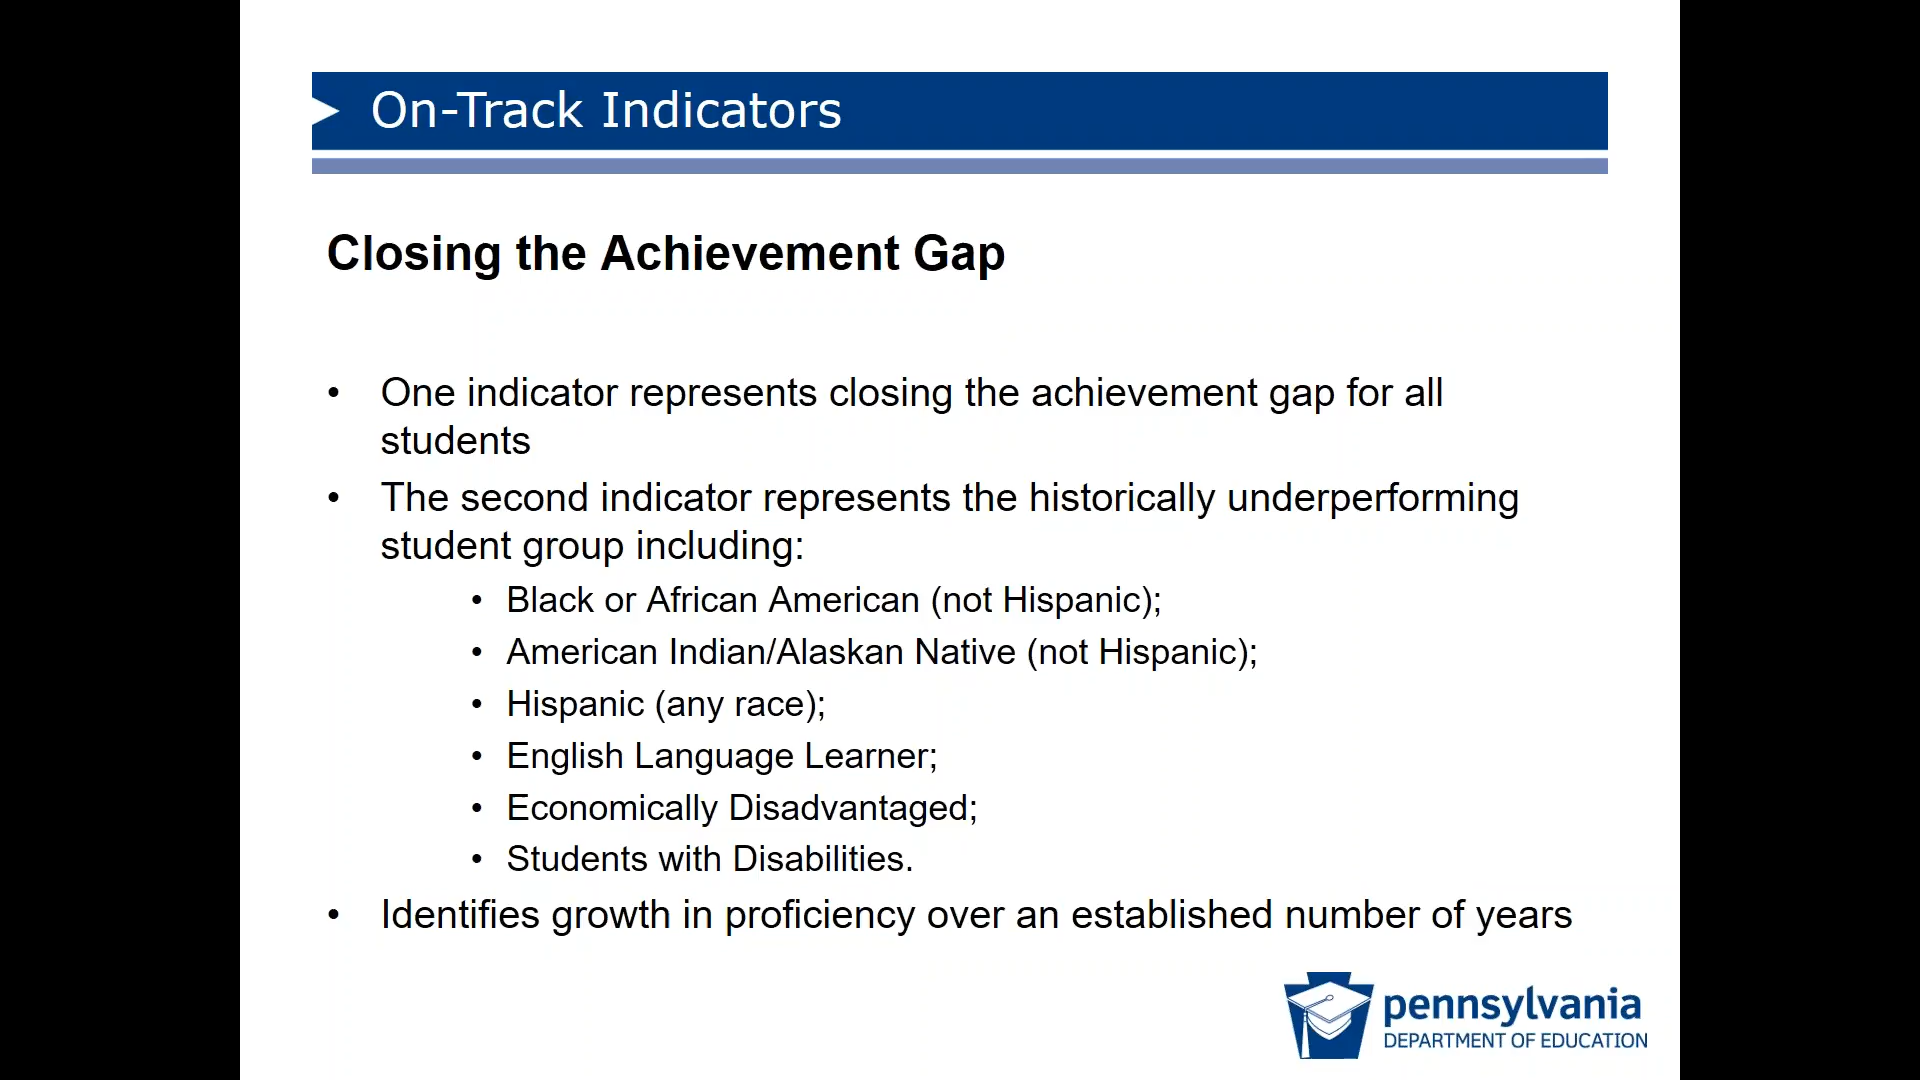 On-Track Indicators
Closing the Achievement Gap
• One indicator represents closing the achievement gap for all
students
• The second indicator represents the historically underperforming
student group including:
• Black or African American (not Hispanic);
• American Indian/Alaskan Native (not Hispanic);
• Hispanic (any race);
• English Language Learner;
• Economically Disadvantaged;
• Students with Disabilities.
• Identifies growth in proficiency over an established number of years
pennsylvania
DEPARTMENT OF EDUCATION